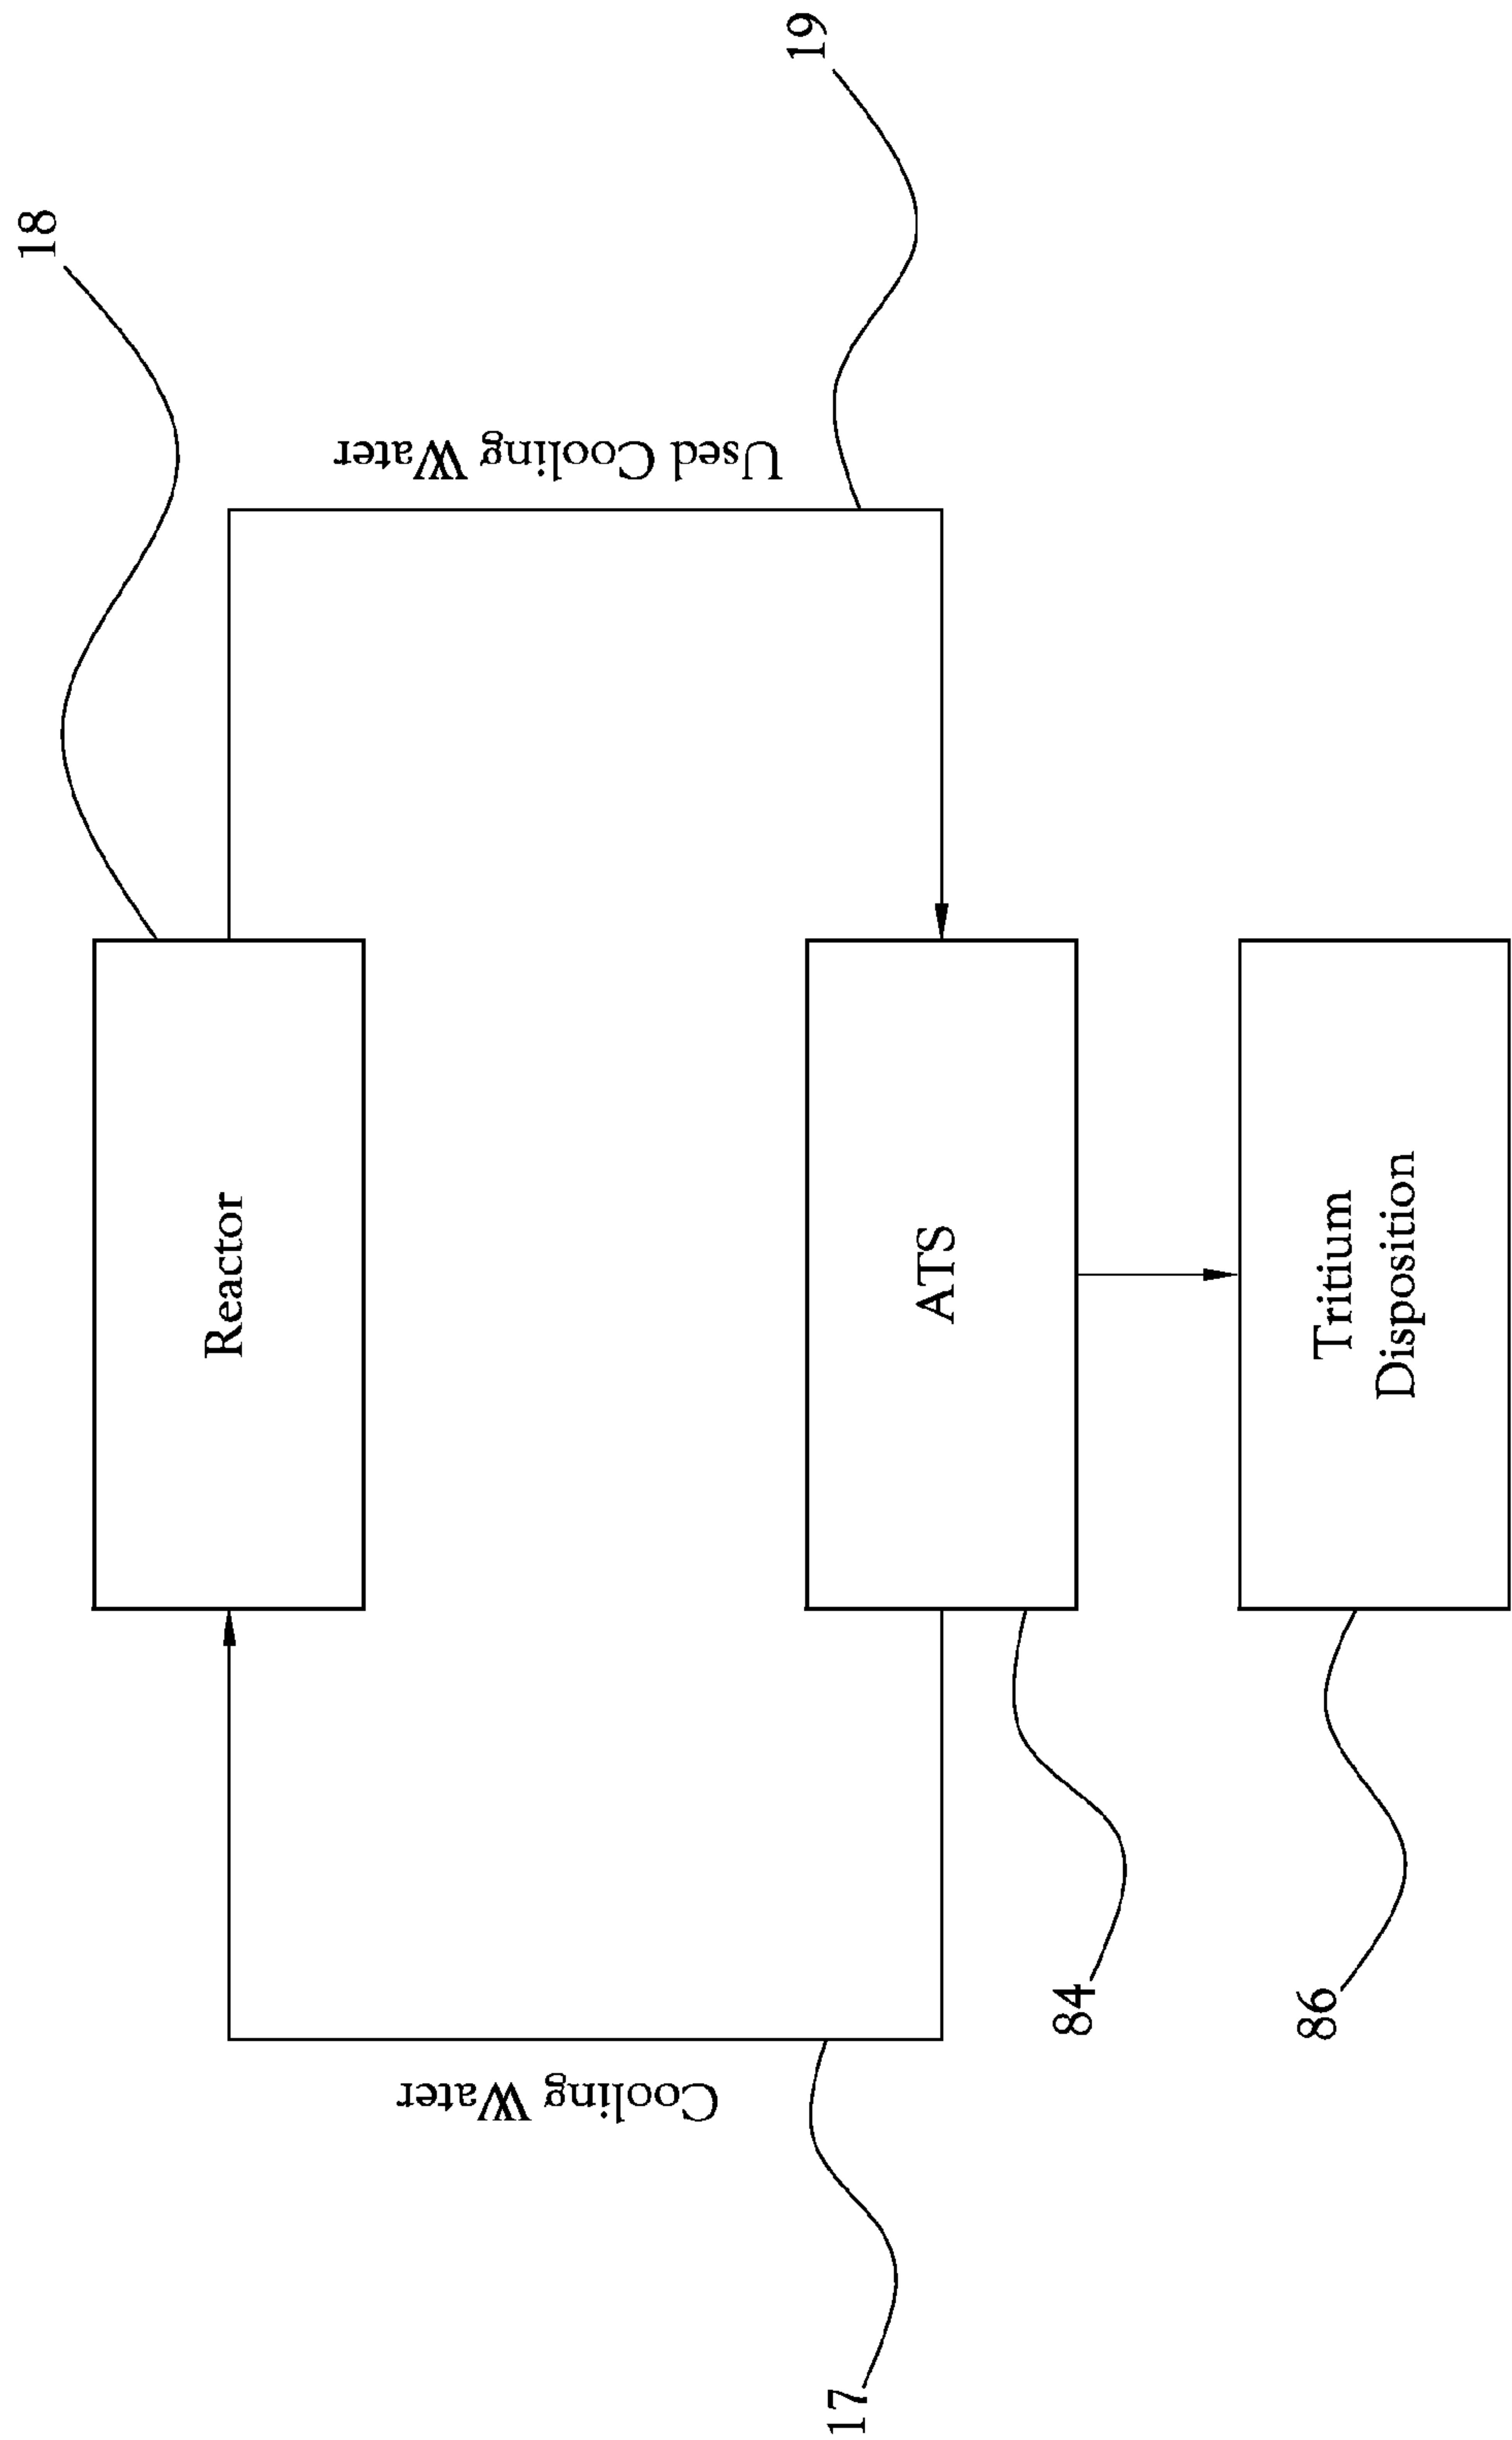 18
19
Reactor
Used Cooling Water
Cooling Water
ATS
Tritium
Disposition
17
84
86